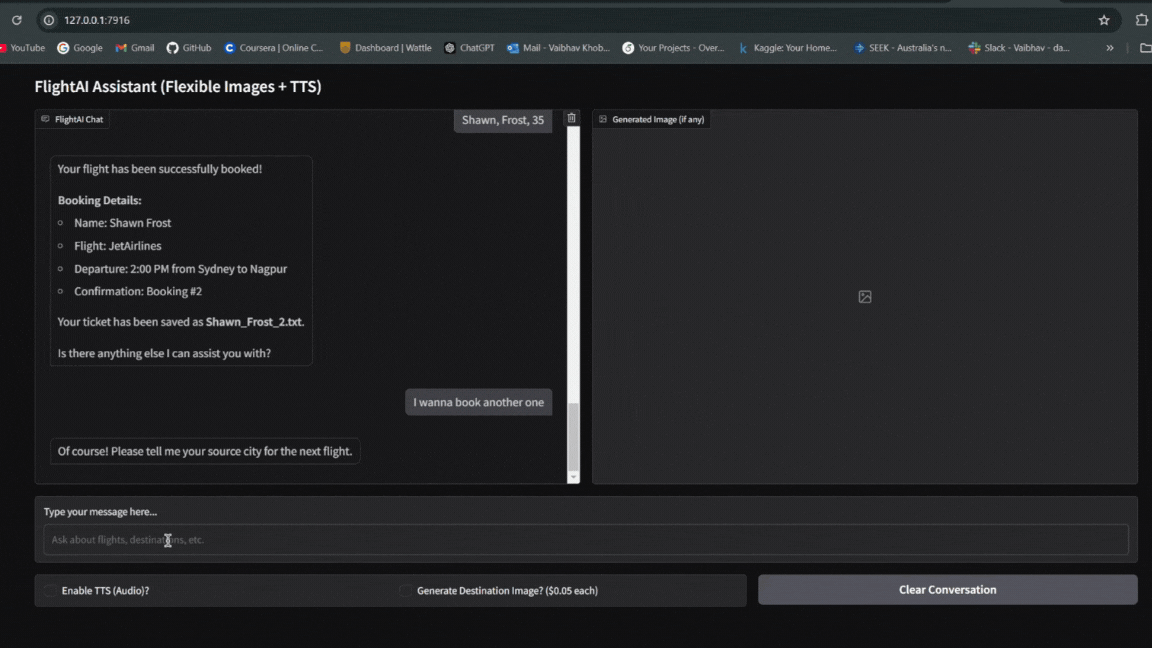 127.0.0.1:7916
YouTube Google Gmail GitHub Coursera | Online C... Dashboard | Wattle ChatGPT Mail - Vaibhav Khob... Your Projects - Over... Kaggle: Your Home... SEEK - Australia's n... Slack - Vaibhav - da... »
FlightAI Assistant (Flexible Images + TTS)
FlightAI Chat
Shawn, Frost, 35
Your flight has been successfully booked!
Booking Details:
Name: Shawn Frost
Flight: JetAirlines
Departure: 2:00 PM from Sydney to Nagpur
Confirmation: Booking #2
Your ticket has been saved as Shawn_Frost_2.txt.
Is there anything else I can assist you with?
I wanna book another one
Of course! Please tell me your source city for the next flight.
Generated Image (if any)
Type your message here...
Ask about flights, destinations, etc.
Enable TTS (Audio)?
Generate Destination Image? ($0.05 each)
Clear Conversation